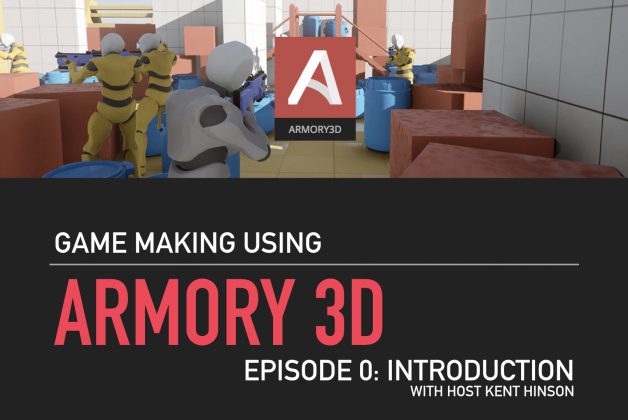 ARMORY3D
GAME MAKING USING
ARMORY 3D
EPISODE 0: INTRODUCTION
WITH HOST KENT HINSON